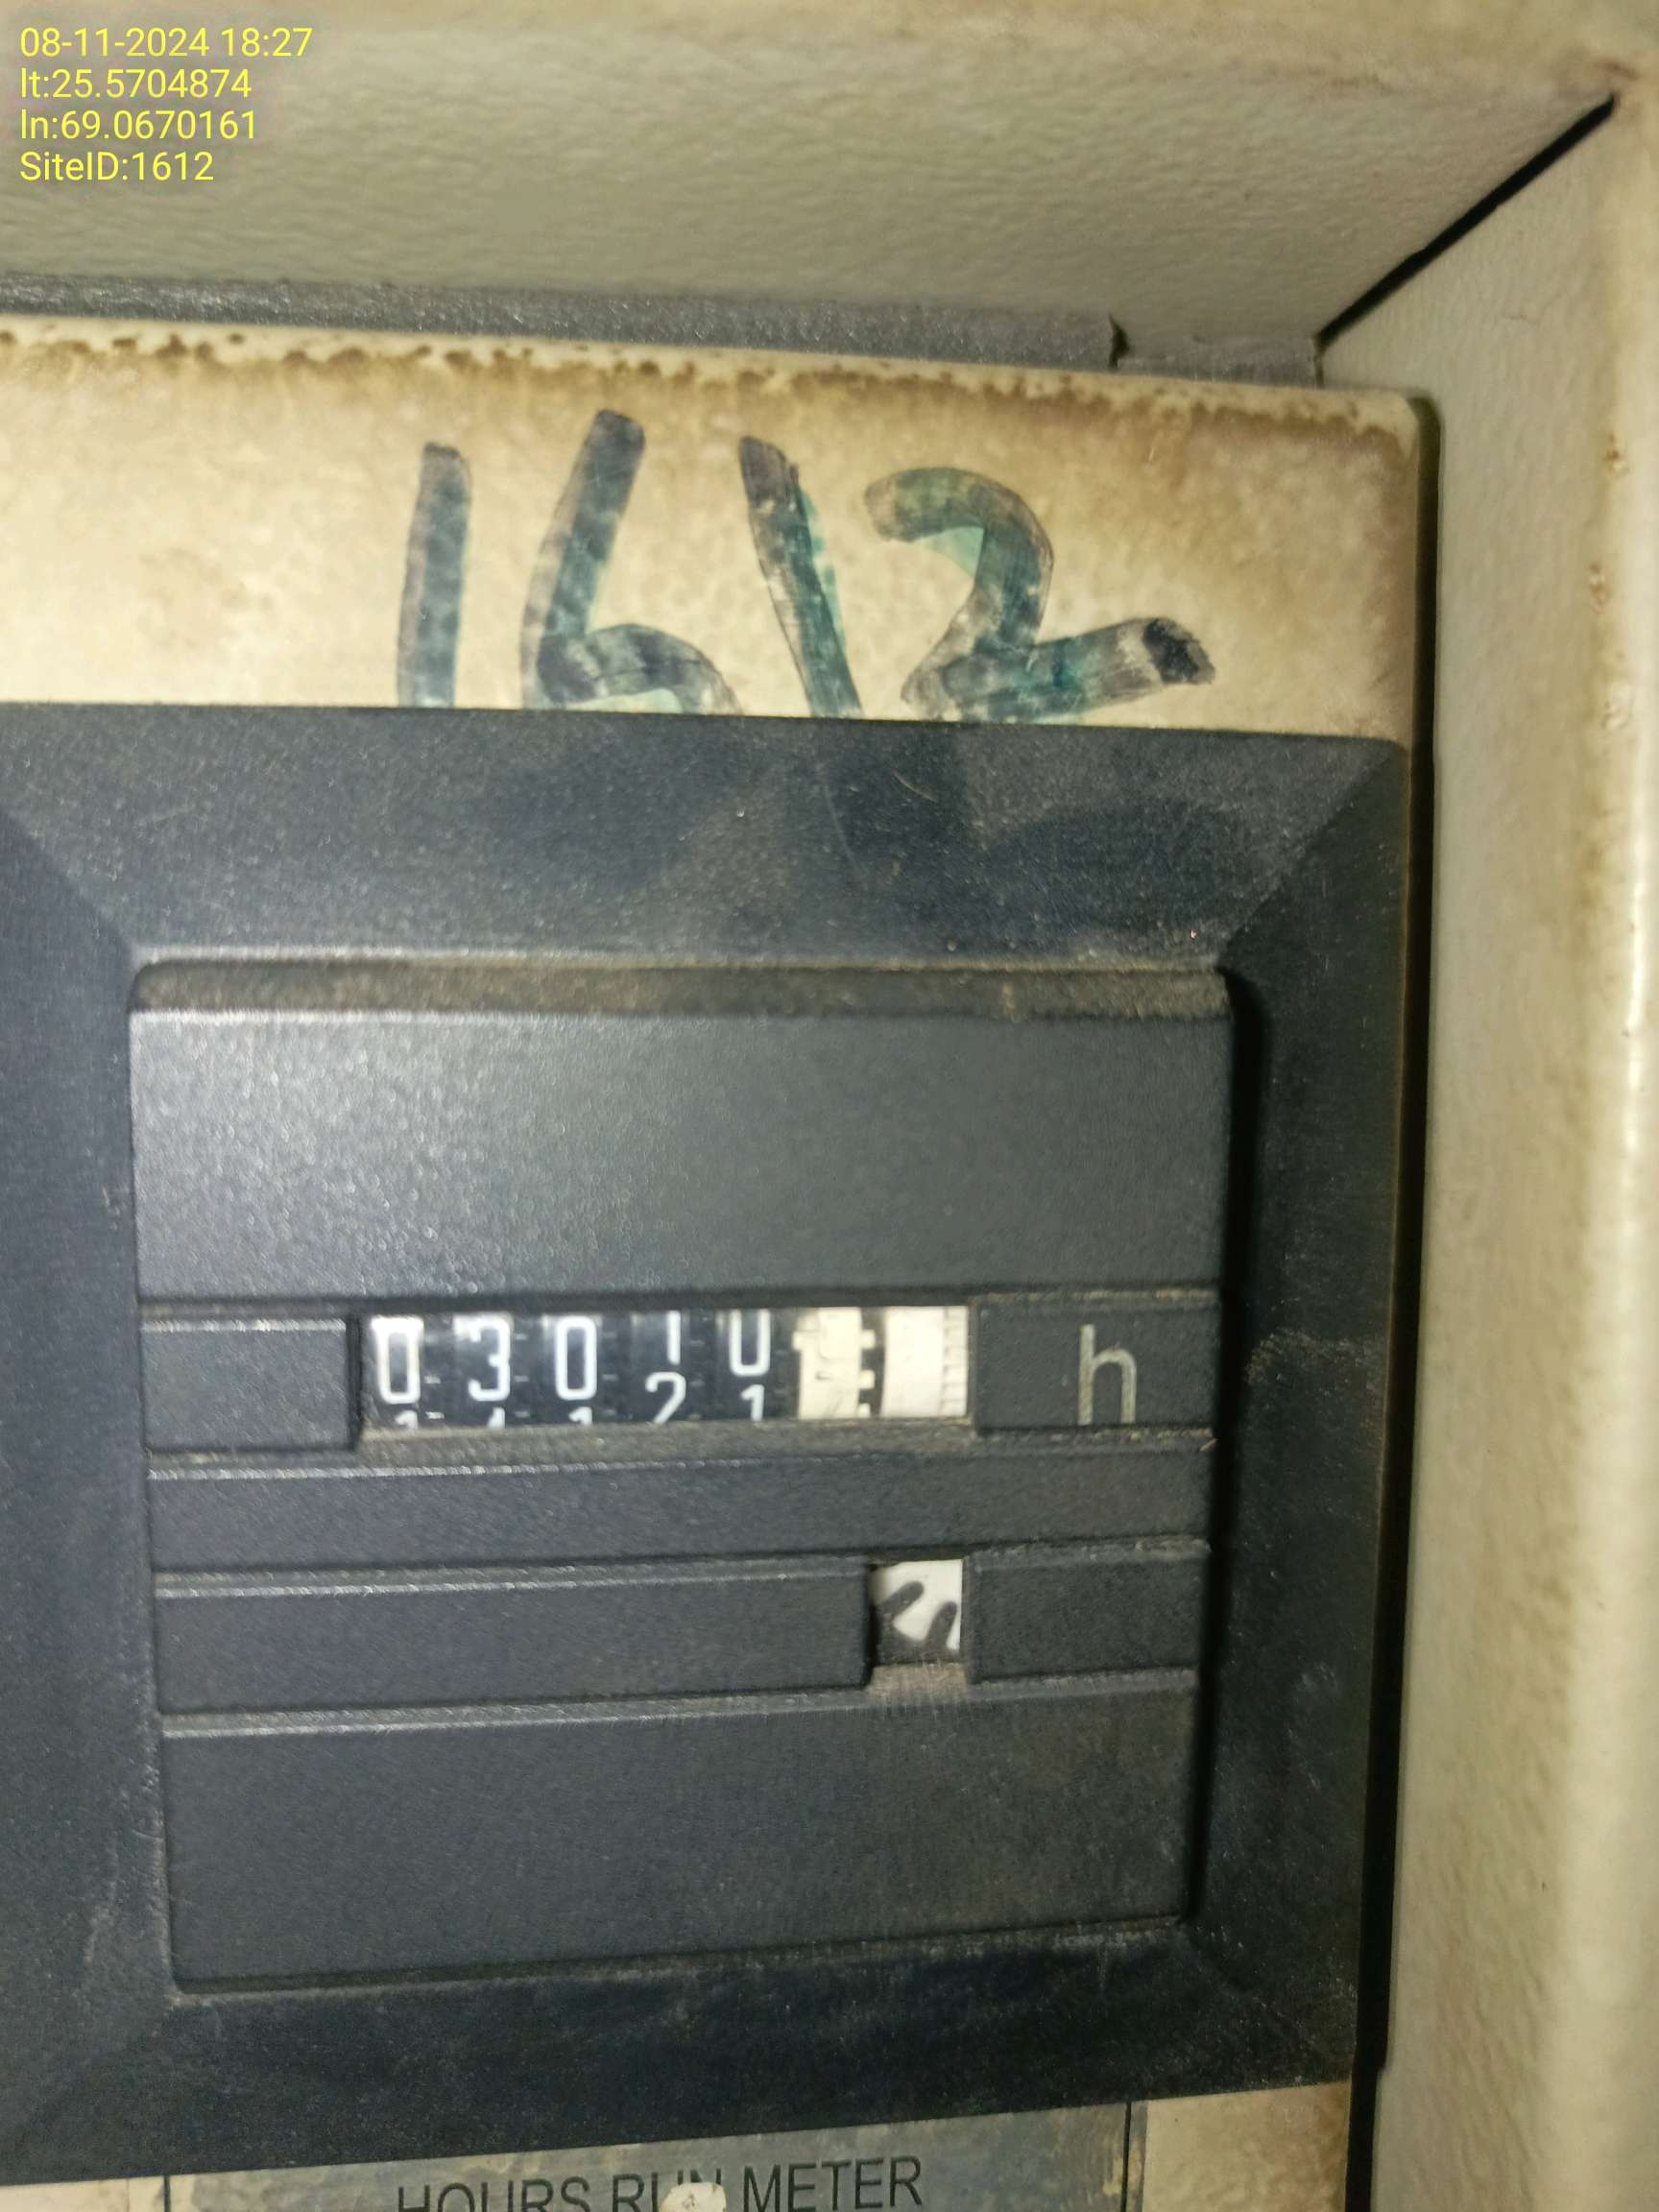 08-11-2024 18:27
lt:25.5704874
ln:69.0670161
SiteID:1612
1612
03010 h
HOURS RUN METER